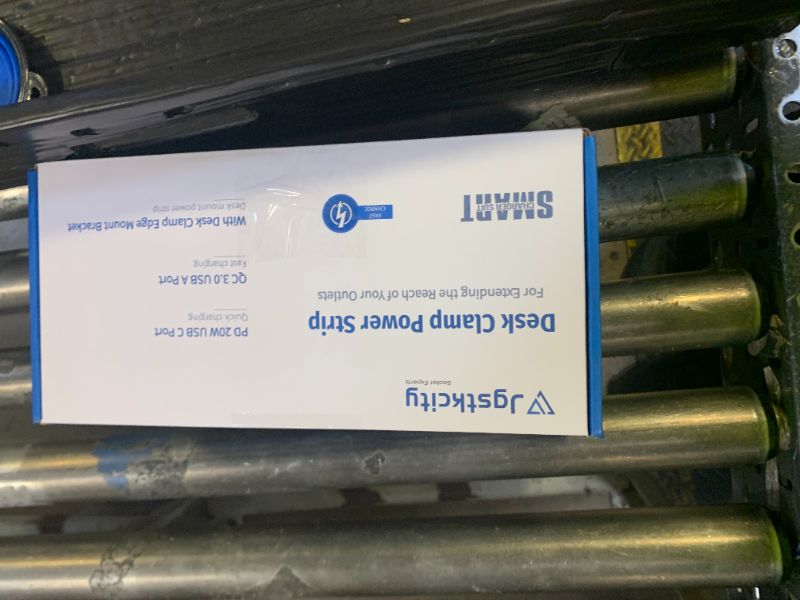 Jgstkcity
Socket Experts
Desk Clamp Power Strip
For Extending the Reach of Your Outlets
SMART
CHARGER SUIT
FAST
CHARGE
PD 20W USB C Port
Quick charging
QC 3.0 USB A Port
Fast charging
With Desk Clamp Edge Mount Bracket
Desk mount power strip